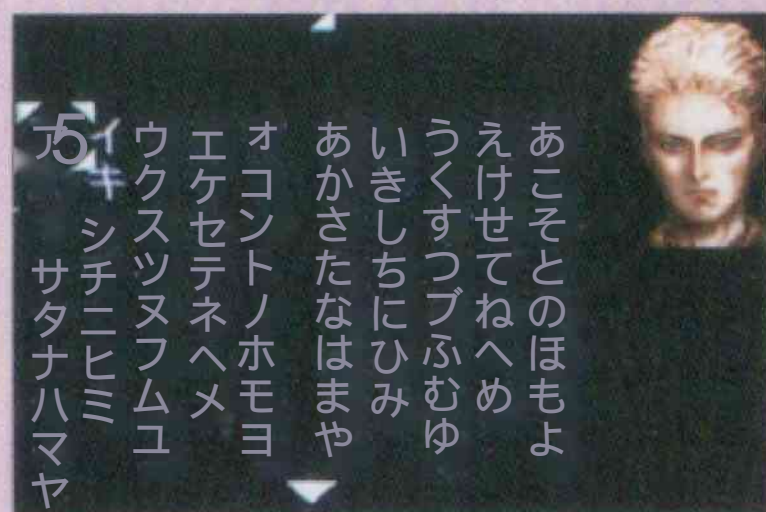 あこそとのほもよ
えけせてねへめ
うくすつブふむゆ
いきしちにひみ
あかさたなはまや
オコントノホモヨ
エケセテネヘメ
ウクスツヌフムユ
イキ シチニヒミ
ア サタナハマヤ
5